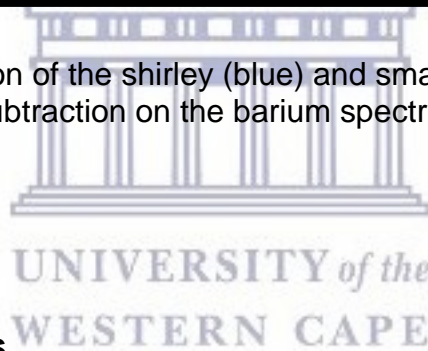 on of the shirley (blue) and sma
ubtraction on the barium spectr
UNIVERSITY of the
s
WESTERN CAPE